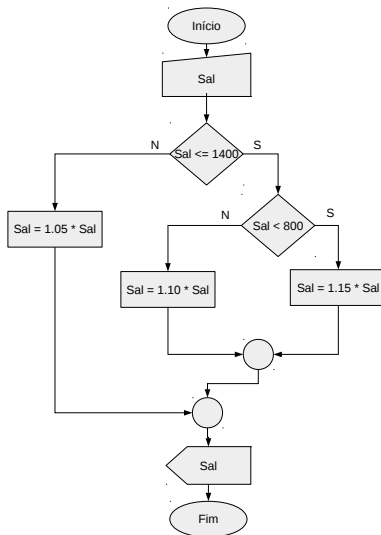 Início
Sal
N
Sal <= 1400
S
N
Sal < 800
S
Sal = 1.05 * Sal
Sal = 1.10 * Sal
Sal = 1.15 * Sal
Sal
Fim